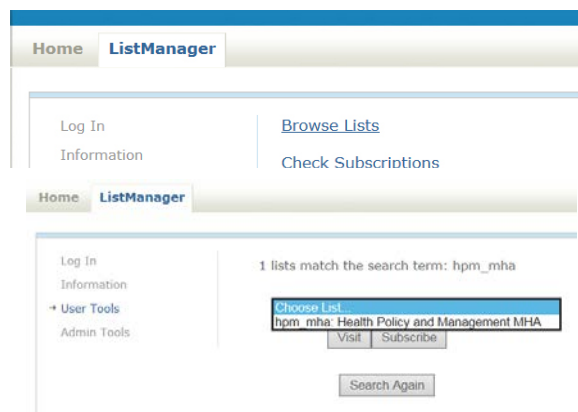 Home ListManager
Log In Browse Lists
Information Check Subscriptions
Home ListManager
Log In 1 lists match the search term: hpm_mha
Information
User Tools Choose List...
hpm_mha: Health Policy and Management MHA
Admin Tools Visit Subscribe
Search Again